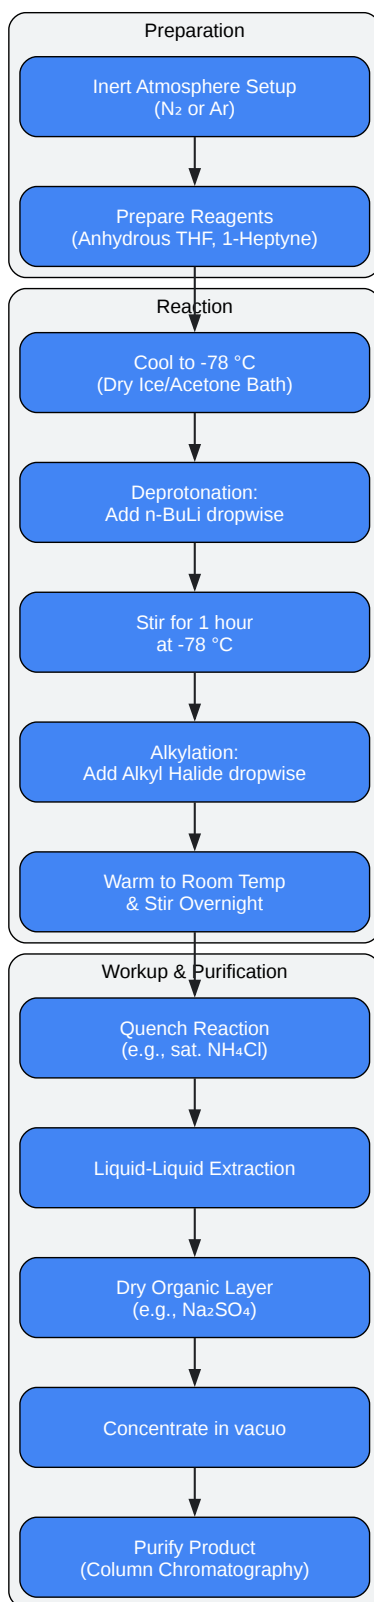 Preparation
Inert Atmosphere Setup
(N₂ or Ar)
Prepare Reagents
(Anhydrous THF, 1-Heptyne)
Reaction
Cool to -78 °C
(Dry Ice/Acetone Bath)
Deprotonation:
Add n-BuLi dropwise
Stir for 1 hour
at -78 °C
Alkylation:
Add Alkyl Halide dropwise
Warm to Room Temp
& Stir Overnight
Workup & Purification
Quench Reaction
(e.g., sat. NH₄Cl)
Liquid-Liquid Extraction
Dry Organic Layer
(e.g., Na₂SO₄)
Concentrate in vacuo
Purify Product
(Column Chromatography)